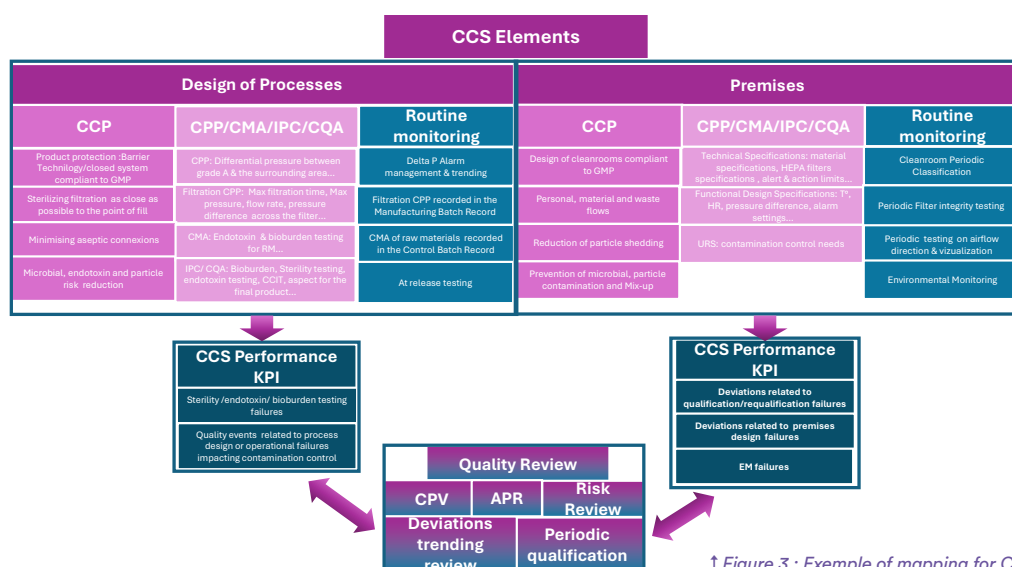 CCS Elements
Design of Processes
CCP
CPP/CMA/IPC/CQA
Routine
monitoring
Product protection :Barrier
Technilogy/closed system
compliant to GMP
CPP: Differential pressure between
grade A & the surrounding area...
Delta P Alarm
management & trending
Sterilizing filtration as close as
possible to the point of fill
Filtration CPP: Max filtration time, Max
pressure, flow rate, pressure
difference across the filter...
Filtration CPP recorded in the
Manufacturing Batch Record
Minimising aseptic connexions
CMA: Endotoxin & bioburden testing
for RM...
CMA of raw materials recorded
in the Control Batch Record
Microbial, endotoxin and particle
risk reduction
IPC/ CQA: Bioburden, Sterility testing,
endotoxin testing, CCIT, aspect for the
final product...
At release testing
Premises
CCP
CPP/CMA/IPC/CQA
Routine
monitoring
Design of cleanrooms compliant
to GMP
Technical Specifications: material
specifications, HEPA filters
specifications , alert & action limits...
Cleanroom Periodic
Classification
Personal, material and waste
flows
Functional Design Specifications: T°,
HR, pressure difference, alarm
settings...
Periodic Filter integrity testing
Reduction of particle shedding
URS: contamination control needs
Periodic testing on airflow
direction & vizualization
Prevention of microbial, particle
contamination and Mix-up
Environmental Monitoring
CCS Performance
KPI
Sterility /endotoxin/ bioburden testing
failures
Quality events related to process
design or operational failures
impacting contamination control
CCS Performance
KPI
Deviations related to
qualification/requalification failures
Deviations related to premises
design failures
EM failures
Quality Review
CPV
APR
Risk
Review
Deviations
trending
review
Periodic
qualification
↑ Figure 3 : Exemple of mapping for